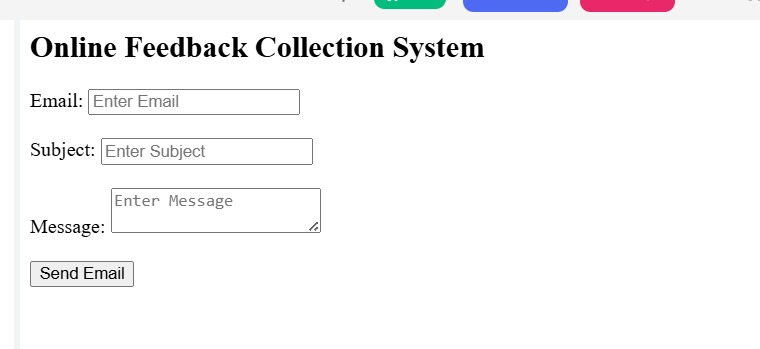 Online Feedback Collection System
Email: Enter Email
Subject: Enter Subject
Message: Enter Message
Send Email